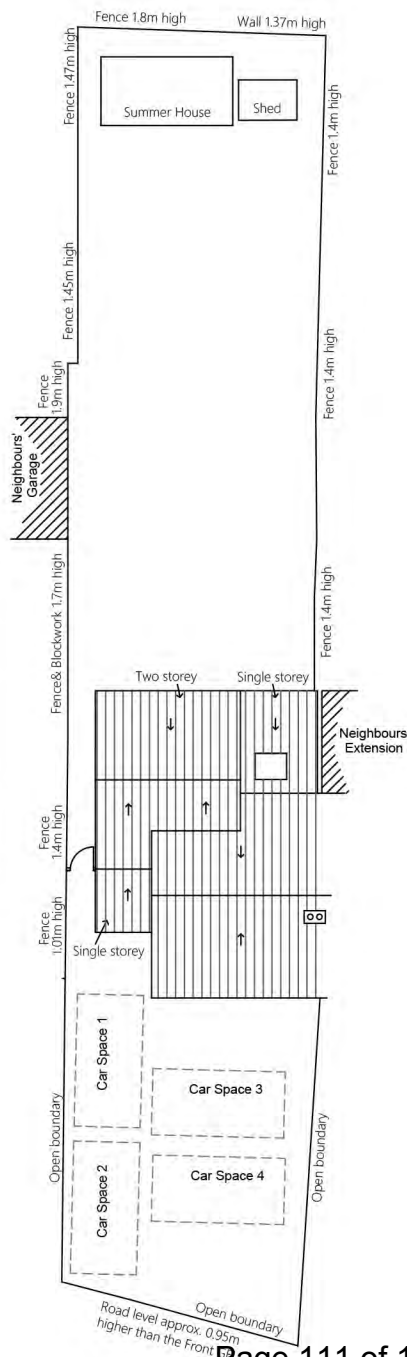 Fence 1.8m high
Wall 1.37m high
Fence 1.47m high
Summer House
Shed
Fence 1.4m high
Fence 1.45m high
Fence
1.9m high
Fence 1.4m high
Neighbours'
Garage
Fence& Blockwork 1.7m high
Fence 1.4m high
Two storey
Single storey
Neighbours
Extension
Fence
1.4m high
Fence
1.01m high
Single storey
Car Space 1
Car Space 3
Open boundary
Car Space 2
Car Space 4
Open boundary
Open boundary
Road level approx. 0.95m
higher than the Front
Page 111 of 1